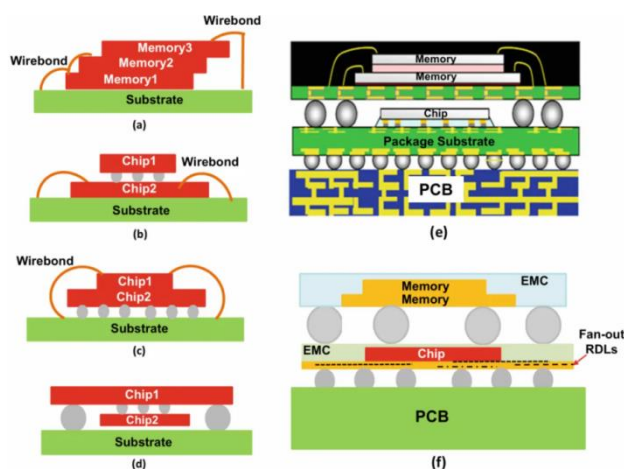 Wirebond
Wirebond
Memory3
Memory2
Memory1
Substrate
(a)
Chip1
Wirebond
Chip2
Substrate
(b)
Wirebond
Chip1
Chip2
Substrate
(c)
Chip1
Chip2
Substrate
(d)
Memory
Memory
Chip
Package Substrate
PCB
(e)
EMC
Memory
Memory
Fan-out
RDLs
EMC
Chip
PCB
(f)